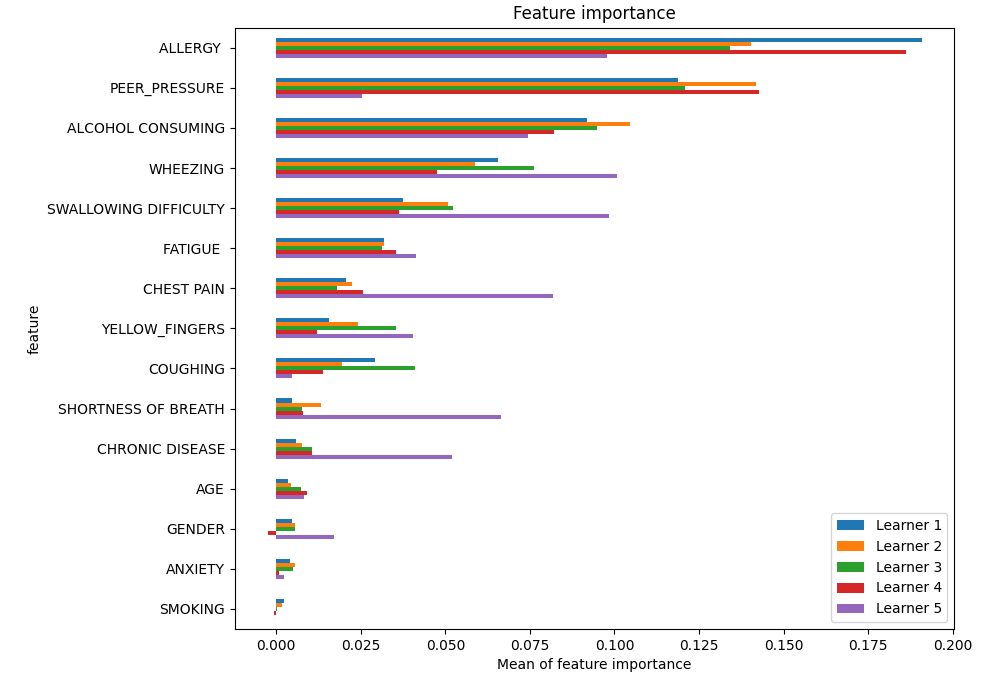 Feature importance
ALLERGY
PEER_PRESSURE
ALCOHOL CONSUMING
WHEEZING
SWALLOWING DIFFICULTY
FATIGUE
CHEST PAIN
YELLOW_FINGERS
COUGHING
SHORTNESS OF BREATH
CHRONIC DISEASE
AGE
GENDER
ANXIETY
SMOKING
feature
Learner 1
Learner 2
Learner 3
Learner 4
Learner 5
0.000 0.025 0.050 0.075 0.100 0.125 0.150 0.175 0.200
Mean of feature importance